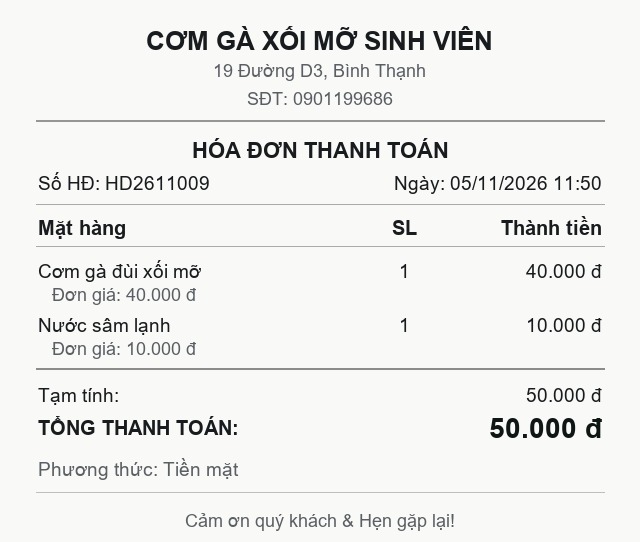 CƠM GÀ XỐI MỠ SINH VIÊN
19 Đường D3, Bình Thạnh
SĐT: 0901199686
HÓA ĐƠN THANH TOÁN
Số HĐ: HD2611009 Ngày: 05/11/2026 11:50
Mặt hàng SL Thành tiền
Cơm gà đùi xối mỡ 1 40.000 đ
Đơn giá: 40.000 đ
Nước sâm lạnh 1 10.000 đ
Đơn giá: 10.000 đ
Tạm tính: 50.000 đ
TỔNG THANH TOÁN: 50.000 đ
Phương thức: Tiền mặt
Cảm ơn quý khách & Hẹn gặp lại!